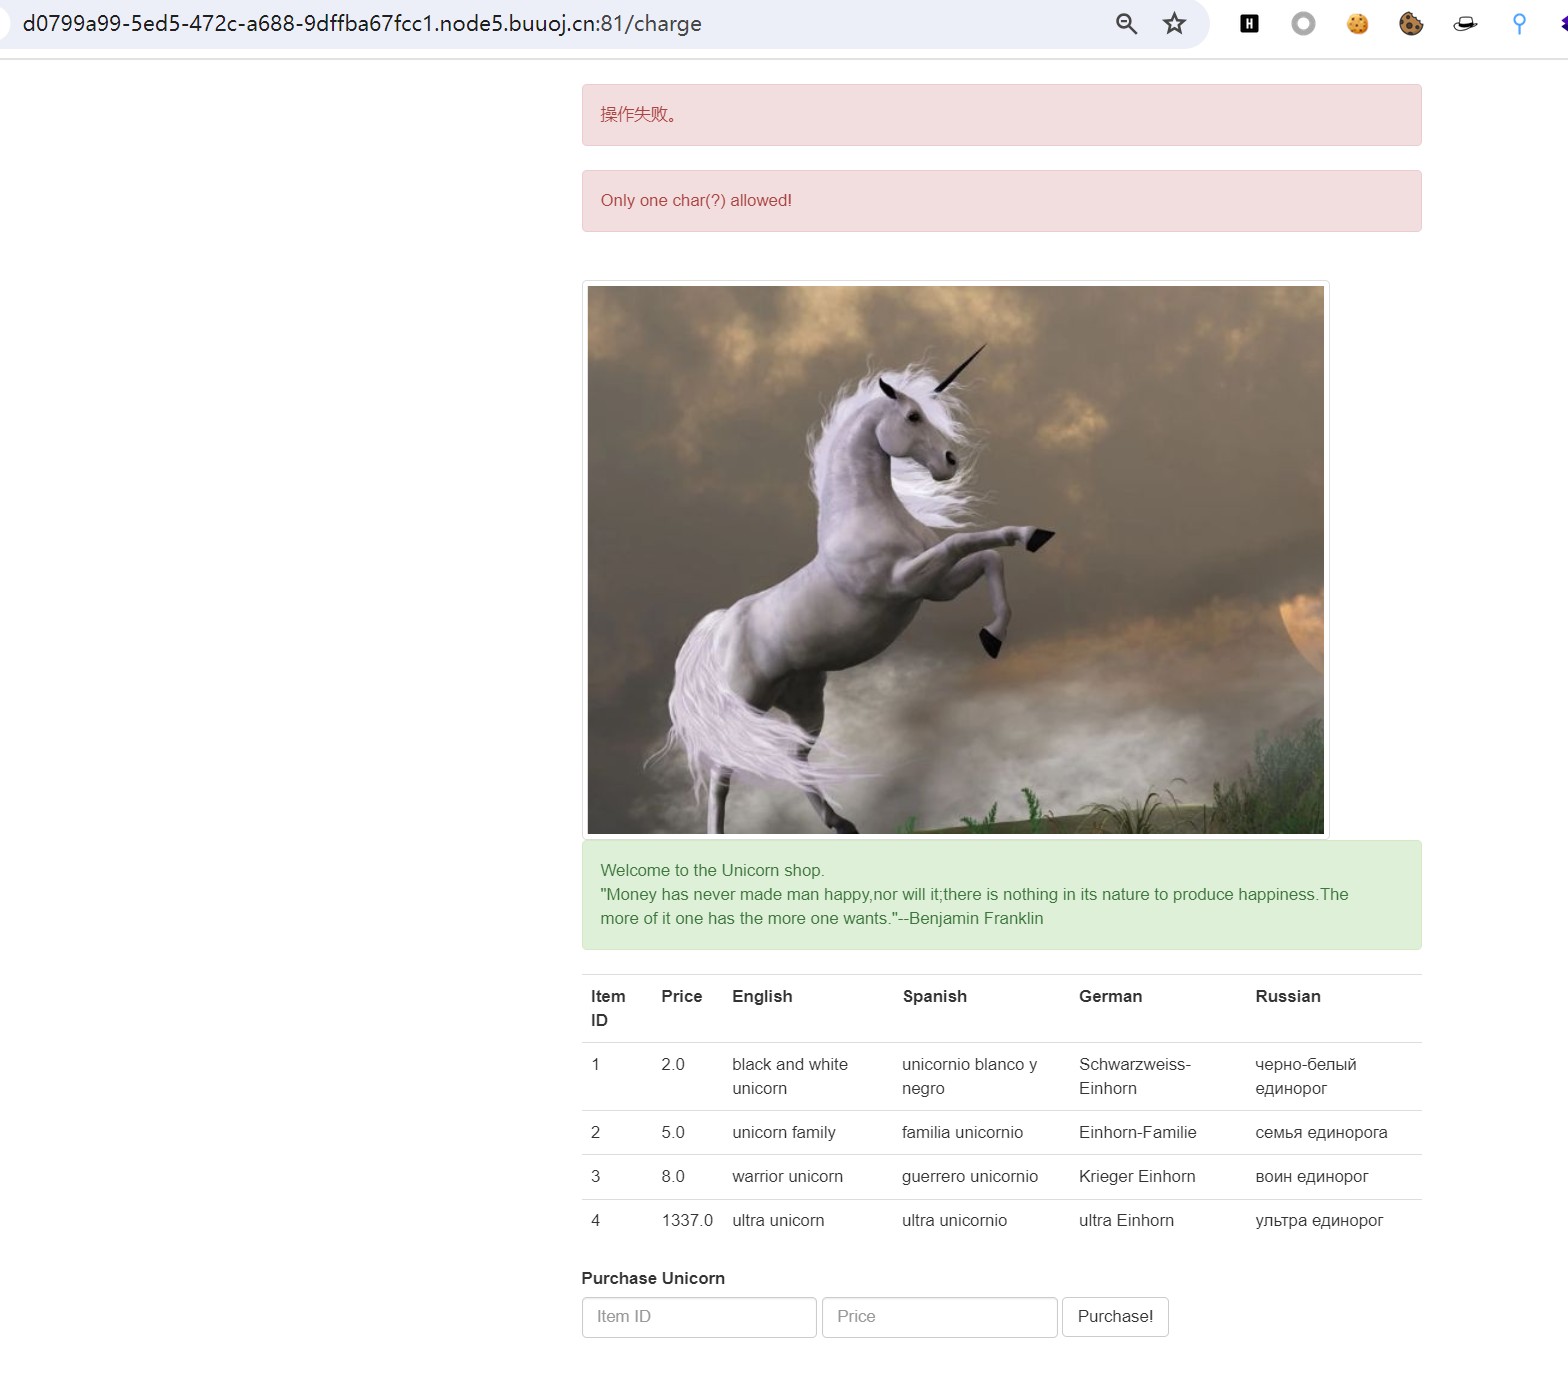 d0799a99-5ed5-472c-a688-9dffba67fcc1.node5.buuoj.cn:81/charge
H
操作失败。
Only one char(?) allowed!
Welcome to the Unicorn shop.
"Money has never made man happy,nor will it;there is nothing in its nature to produce happiness.The
more of it one has the more one wants."--Benjamin Franklin
Item ID Price English Spanish German Russian
1 2.0 black and white unicorn unicornio blanco y negro Schwarzweiss-Einhorn черно-белый единорог
2 5.0 unicorn family familia unicornio Einhorn-Familie семья единорога
3 8.0 warrior unicorn guerrero unicornio Krieger Einhorn воин единорог
4 1337.0 ultra unicorn ultra unicornio ultra Einhorn ультра единорог
Purchase Unicorn
Item ID Price Purchase!